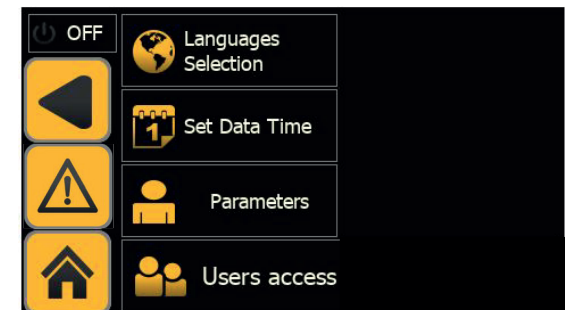 OFF
Languages
Selection
1
Set Data Time
Parameters
Users access